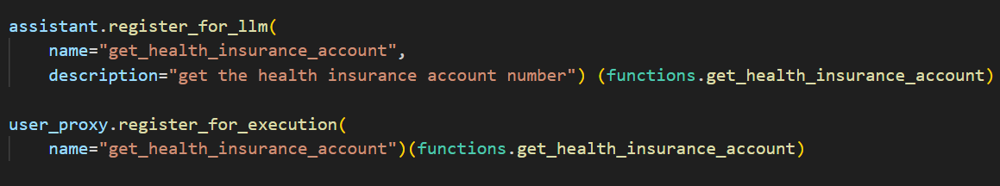 assistant.register_for_llm(
    name="get_health_insurance_account",
    description="get the health insurance account number") (functions.get_health_insurance_account)
user_proxy.register_for_execution(
    name="get_health_insurance_account")(functions.get_health_insurance_account)